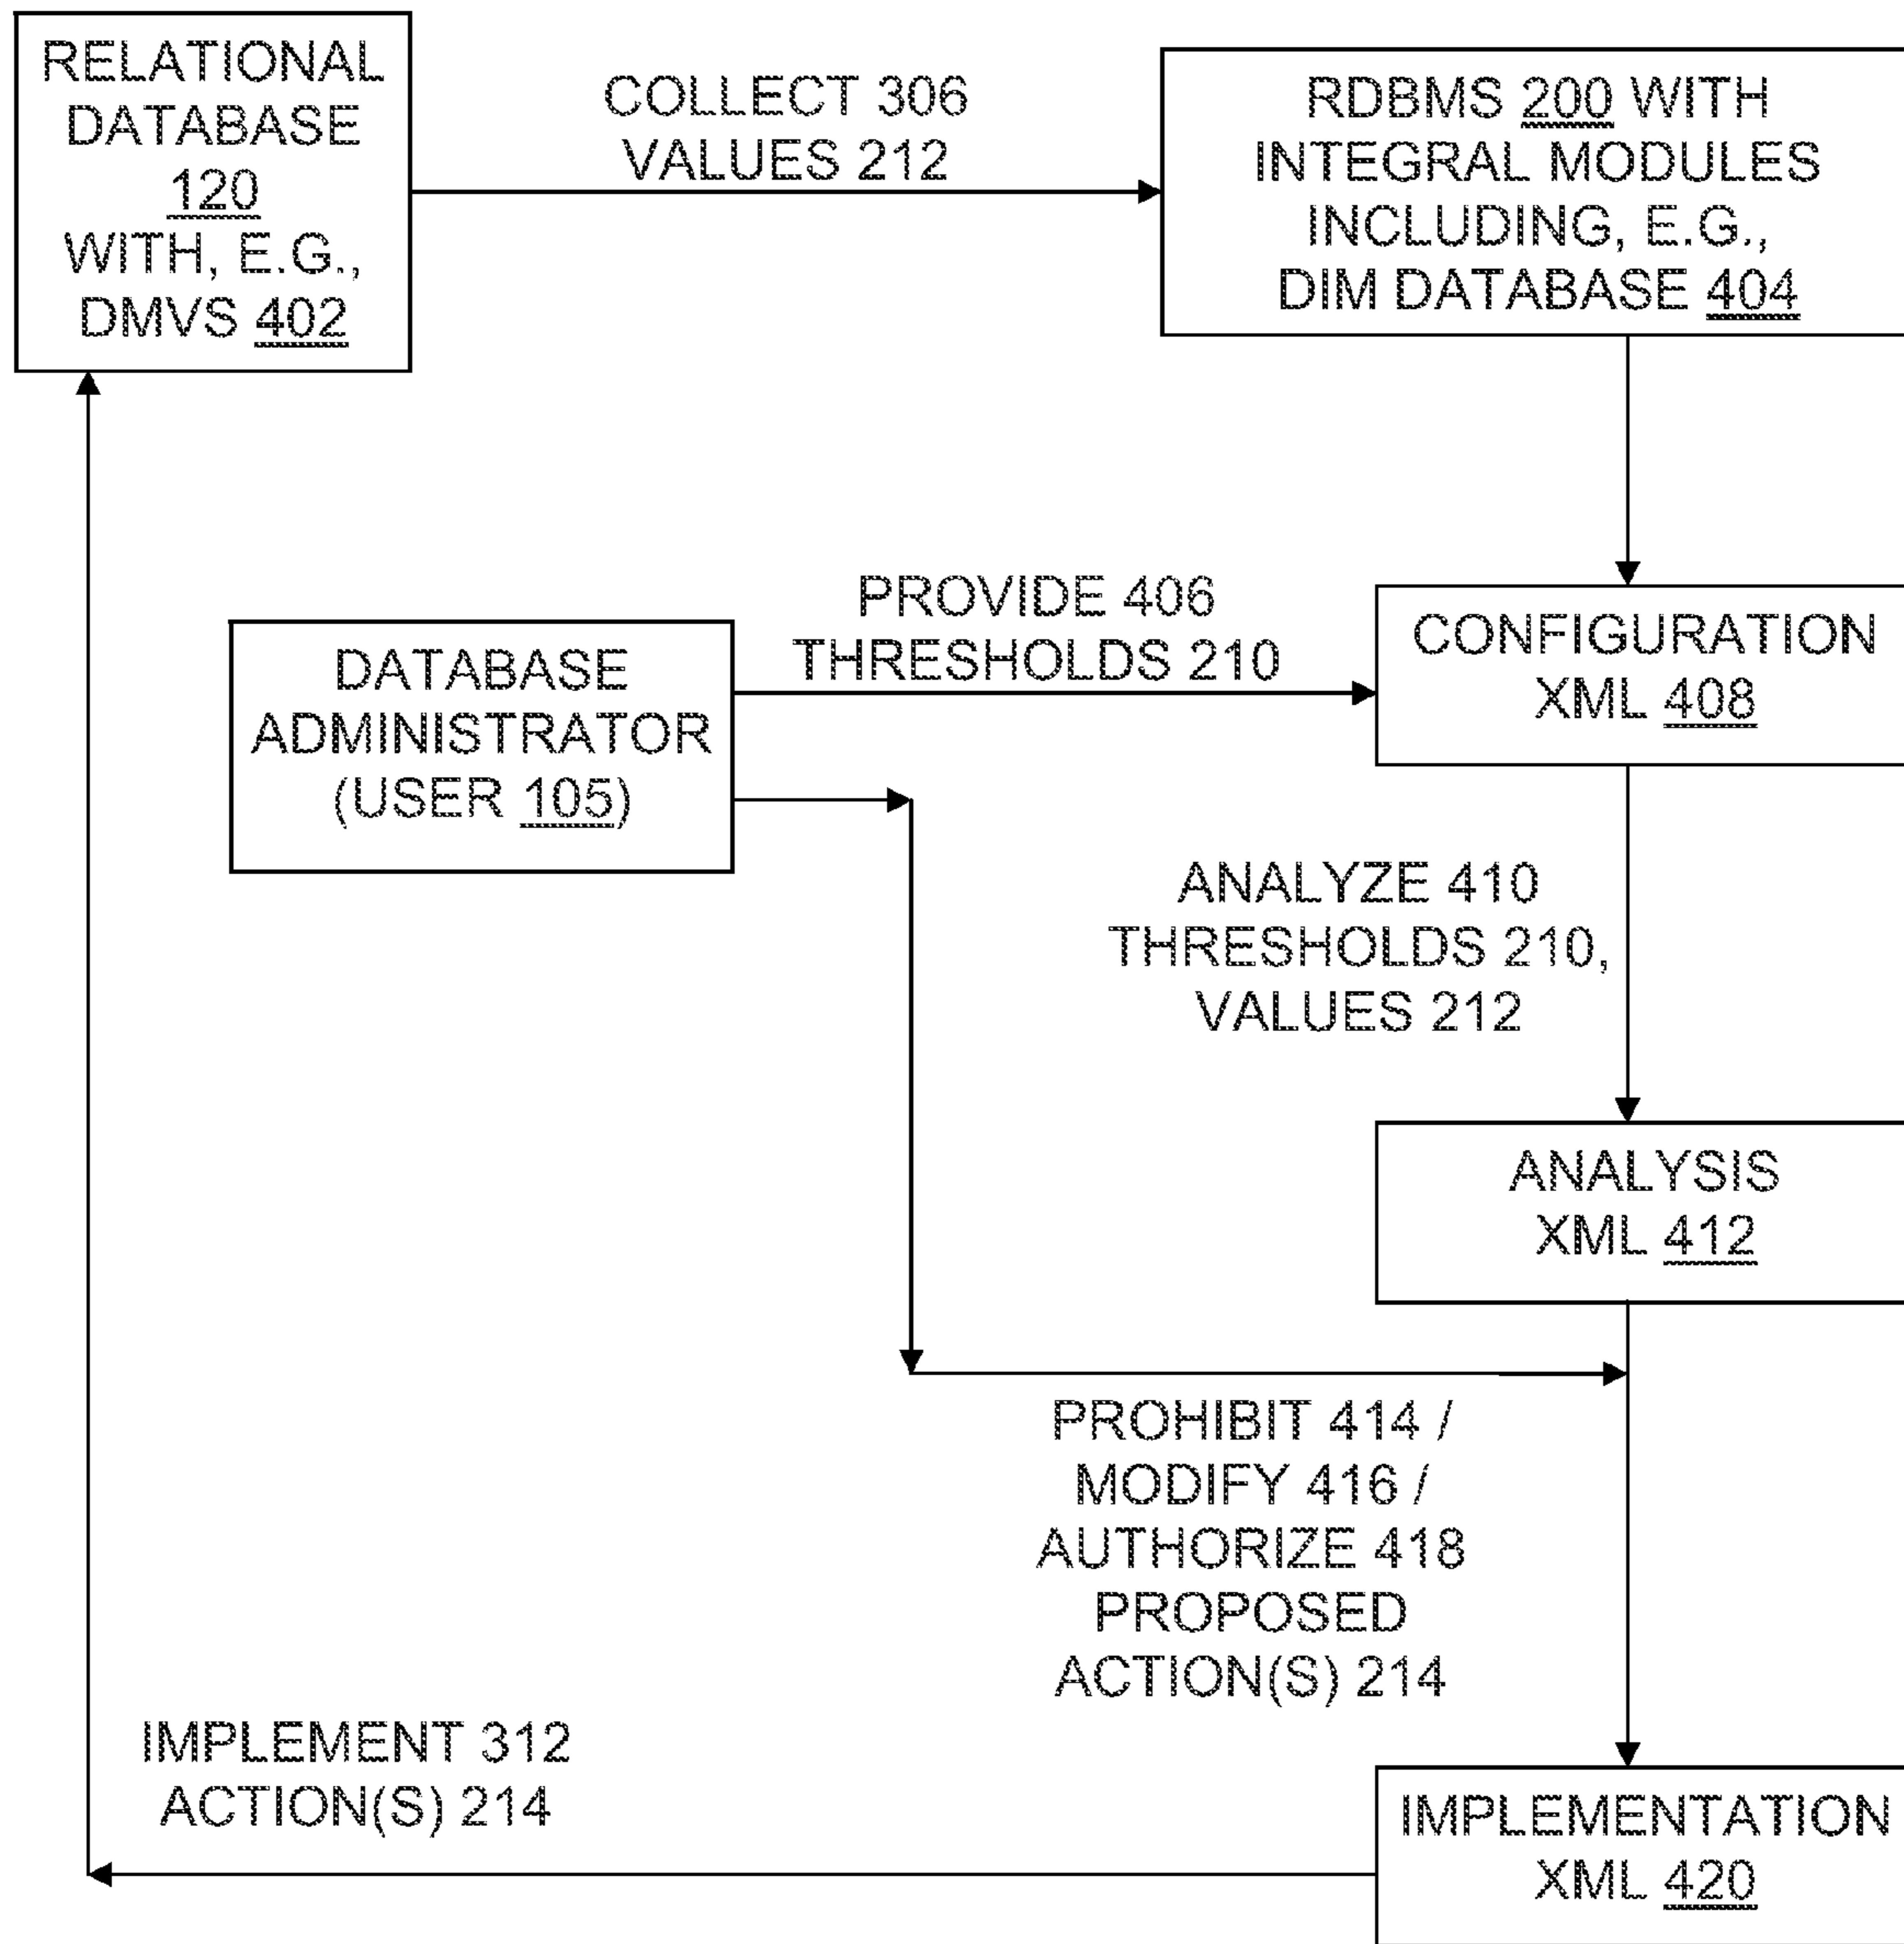 RELATIONAL
DATABASE
120
WITH, E.G.,
DMVS 402
COLLECT 306
VALUES 212
RDBMS 200 WITH
INTEGRAL MODULES
INCLUDING, E.G.,
DIM DATABASE 404
PROVIDE 406
THRESHOLDS 210
DATABASE
ADMINISTRATOR
(USER 105)
CONFIGURATION
XML 408
ANALYZE 410
THRESHOLDS 210,
VALUES 212
ANALYSIS
XML 412
PROHIBIT 414 /
MODIFY 416 /
AUTHORIZE 418
PROPOSED
ACTION(S) 214
IMPLEMENT 312
ACTION(S) 214
IMPLEMENTATION
XML 420